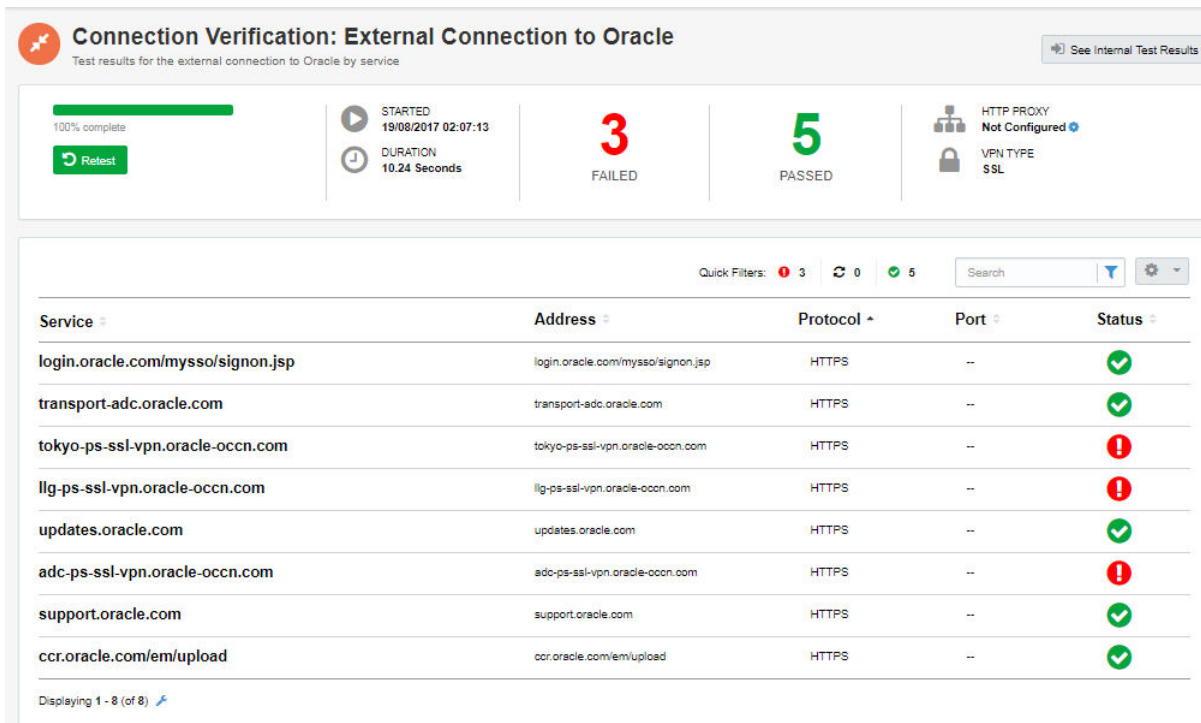 Connection Verification: External Connection to Oracle
Test results for the external connection to Oracle by service
See Internal Test Results
100% complete
Retest
STARTED
19/08/2017 02:07:13
DURATION
10.24 Seconds
3
FAILED
5
PASSED
HTTP PROXY
Not Configured
VPN TYPE
SSL
Quick Filters: 3 0 5 Search
Service Address Protocol Port Status
login.oracle.com/mysso/signon.jsp login.oracle.com/mysso/signon.jsp HTTPS --
transport-adc.oracle.com transport-adc.oracle.com HTTPS --
tokyo-ps-ssl-vpn.oracle-occn.com tokyo-ps-ssl-vpn.oracle-occn.com HTTPS --
llg-ps-ssl-vpn.oracle-occn.com llg-ps-ssl-vpn.oracle-occn.com HTTPS --
updates.oracle.com updates.oracle.com HTTPS --
adc-ps-ssl-vpn.oracle-occn.com adc-ps-ssl-vpn.oracle-occn.com HTTPS --
support.oracle.com support.oracle.com HTTPS --
ccr.oracle.com/em/upload ccr.oracle.com/em/upload HTTPS --
Displaying 1 - 8 (of 8)